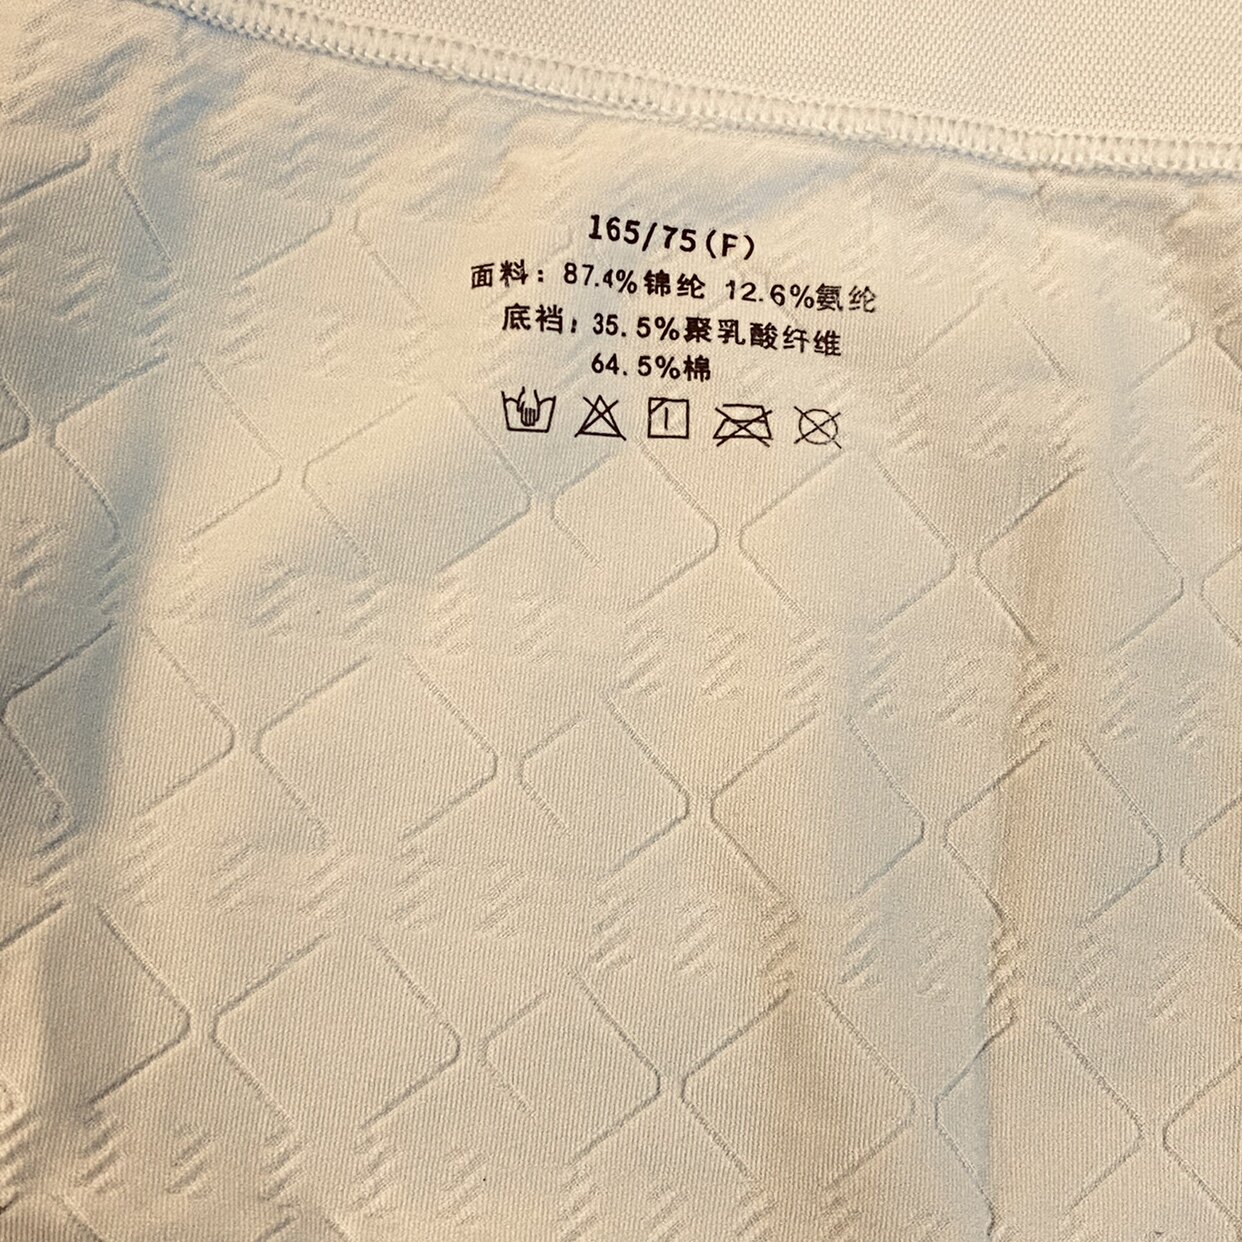 165/75(F)
面料: 87.4%锦纶 12.6%氨纶
底裆: 35.5%聚乳酸纤维
64.5%棉